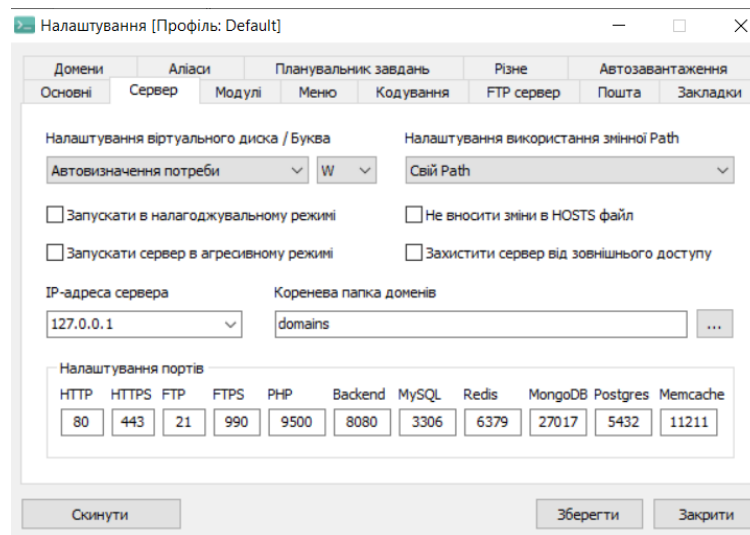 Налаштування [Профіль: Default]
Домени Аліаси Планувальник завдань Різне Автозавантаження
Основні Сервер Модулі Меню Кодування FTP сервер Пошта Закладки
Налаштування віртуального диска / Буква Налаштування використання змінної Path
Автовизначення потреби W Свій Path
Запускати в налагоджувальному режимі Не вносити зміни в HOSTS файл
Запускати сервер в агресивному режимі Захистити сервер від зовнішнього доступу
IP-адреса сервера Коренева папка доменів
127.0.0.1 domains ...
Налаштування портів
HTTP HTTPS FTP FTPS PHP Backend MySQL Redis MongoDB Postgres Memcache
80 443 21 990 9500 8080 3306 6379 27017 5432 11211
Скинути Зберегти Закрити